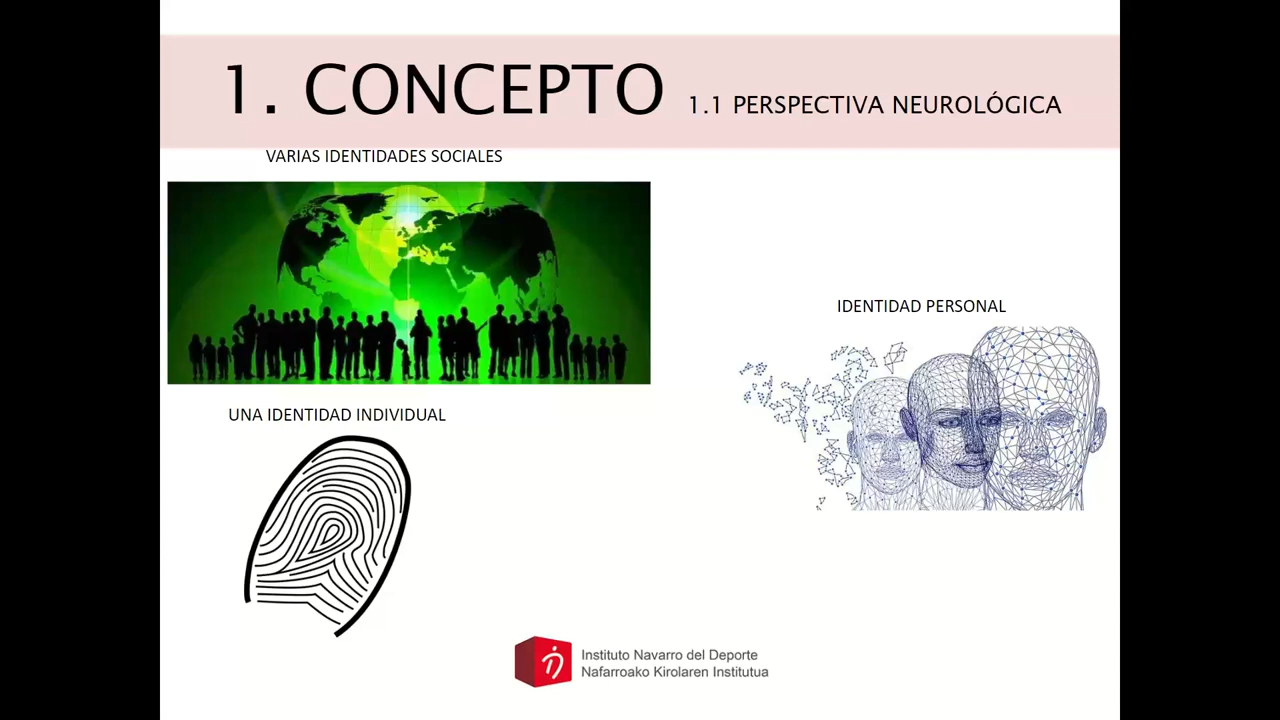 1. CONCEPTO 1.1 PERSPECTIVA NEUROLÓGICA
VARIAS IDENTIDADES SOCIALES
IDENTIDAD PERSONAL
UNA IDENTIDAD INDIVIDUAL
Instituto Navarro del Deporte
Nafarroako Kirolaren Institutua